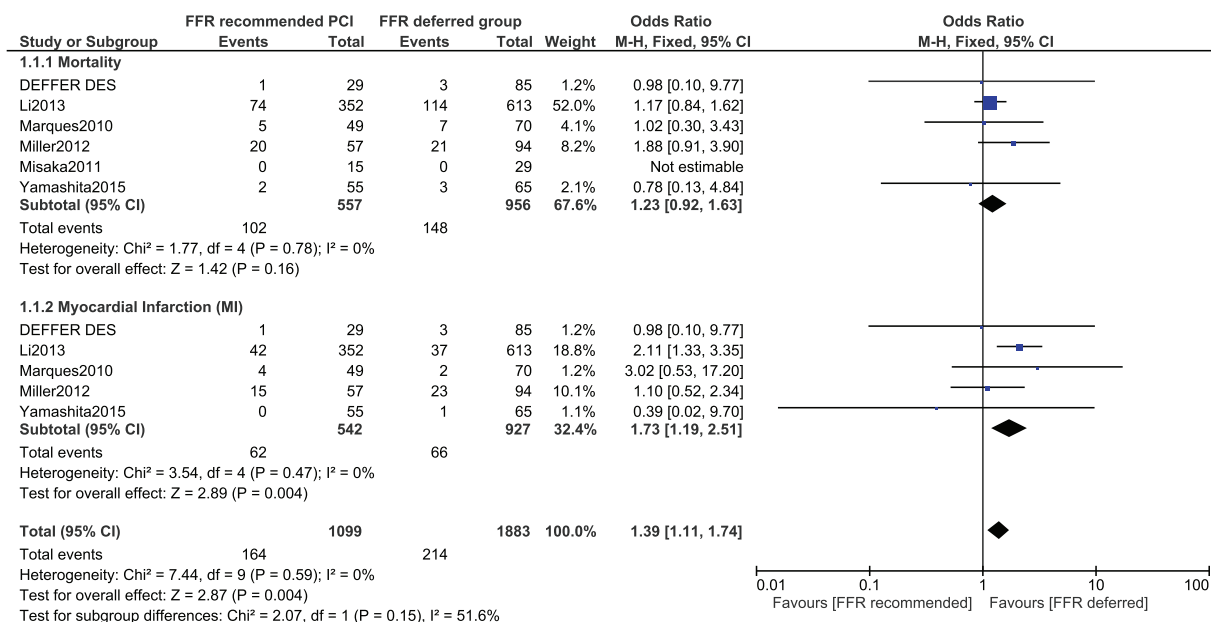 FFR recommended PCI FFR deferred group Odds Ratio Odds Ratio
Study or Subgroup Events Total Events Total Weight M-H, Fixed, 95% CI M-H, Fixed, 95% CI
1.1.1 Mortality
DEFFER DES 1 29 3 85 1.2% 0.98 [0.10, 9.77]
Li2013 74 352 114 613 52.0% 1.17 [0.84, 1.62]
Marques2010 5 49 7 70 4.1% 1.02 [0.30, 3.43]
Miller2012 20 57 21 94 8.2% 1.88 [0.91, 3.90]
Misaka2011 0 15 0 29 Not estimable
Yamashita2015 2 55 3 65 2.1% 0.78 [0.13, 4.84]
Subtotal (95% CI) 557 956 67.6% 1.23 [0.92, 1.63]
Total events 102 148
Heterogeneity: Chi² = 1.77, df = 4 (P = 0.78); I² = 0%
Test for overall effect: Z = 1.42 (P = 0.16)
1.1.2 Myocardial Infarction (MI)
DEFFER DES 1 29 3 85 1.2% 0.98 [0.10, 9.77]
Li2013 42 352 37 613 18.8% 2.11 [1.33, 3.35]
Marques2010 4 49 2 70 1.2% 3.02 [0.53, 17.20]
Miller2012 15 57 23 94 10.1% 1.10 [0.52, 2.34]
Yamashita2015 0 55 1 65 1.1% 0.39 [0.02, 9.70]
Subtotal (95% CI) 542 927 32.4% 1.73 [1.19, 2.51]
Total events 62 66
Heterogeneity: Chi² = 3.54, df = 4 (P = 0.47); I² = 0%
Test for overall effect: Z = 2.89 (P = 0.004)
Total (95% CI) 1099 1883 100.0% 1.39 [1.11, 1.74]
Total events 164 214
Heterogeneity: Chi² = 7.44, df = 9 (P = 0.59); I² = 0%
Test for overall effect: Z = 2.87 (P = 0.004)
Test for subgroup differences: Chi² = 2.07, df = 1 (P = 0.15), I² = 51.6%
0.01 0.1 1 10 100
Favours [FFR recommended] Favours [FFR deferred]